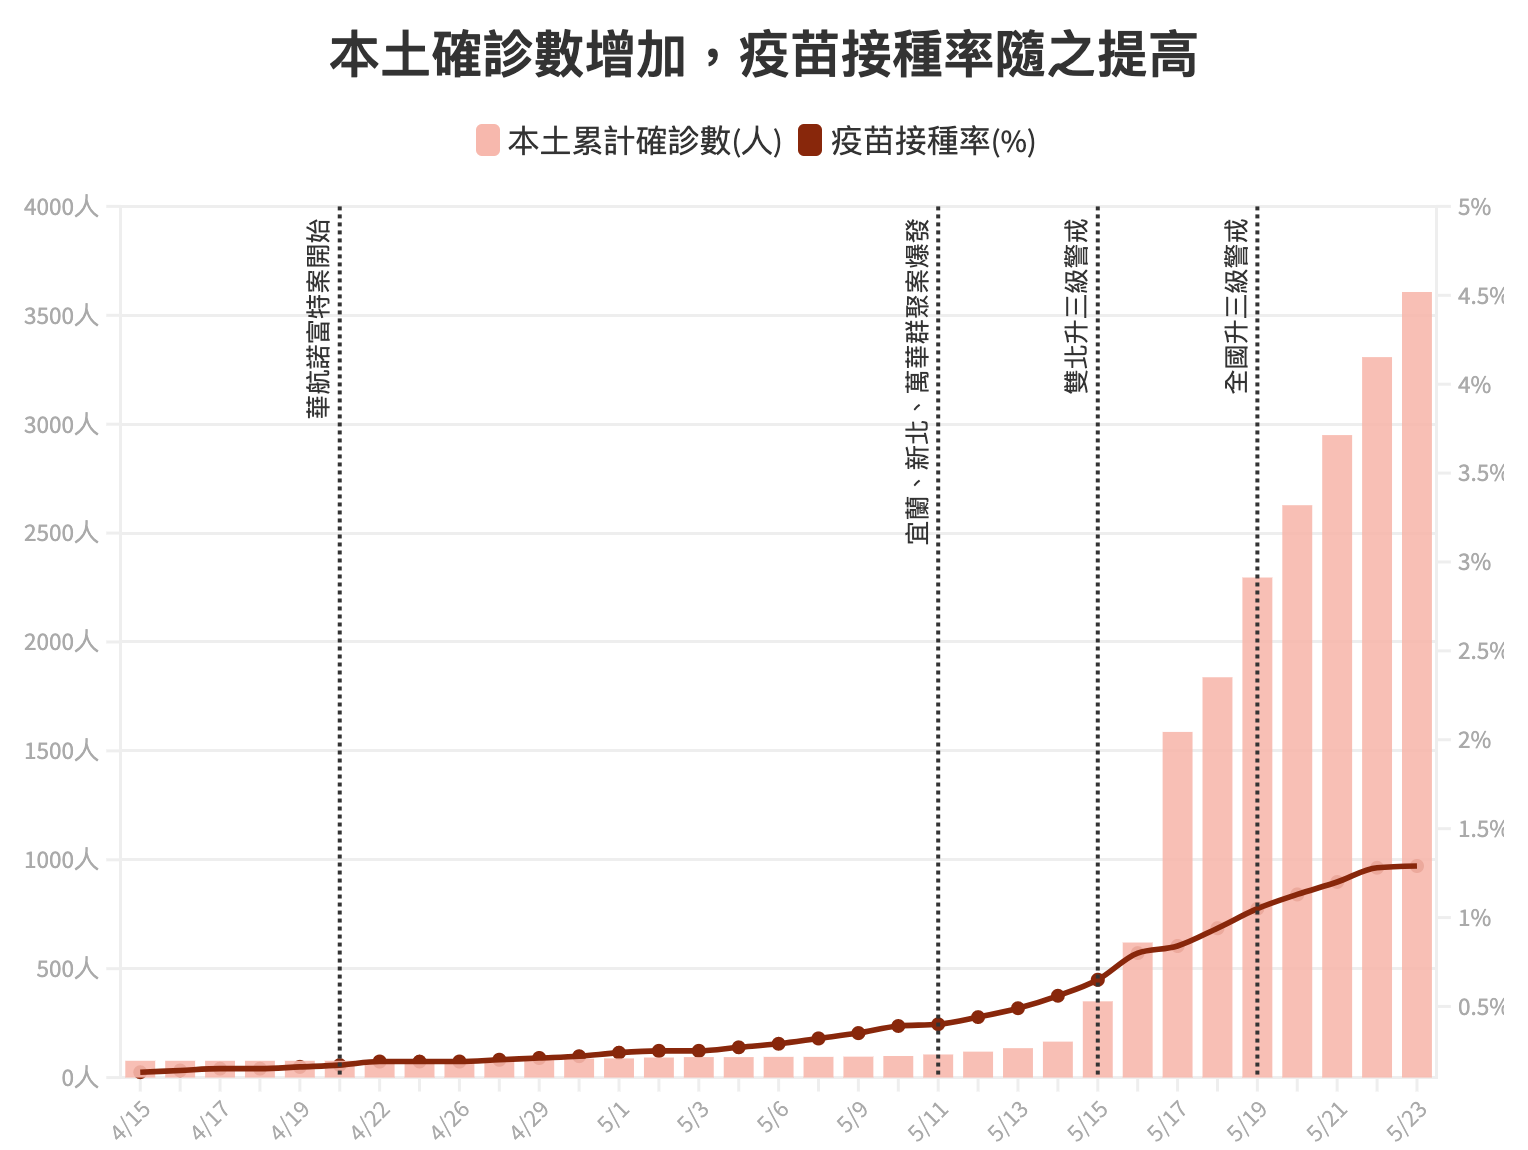 本土確診數增加，疫苗接種率隨之提高
本土累計確診數(人)
疫苗接種率(%)
4000人
3500人
3000人
2500人
2000人
1500人
1000人
500人
0人
5%
4.5%
4%
3.5%
3%
2.5%
2%
1.5%
1%
0.5%
華航諾富特案開始
宜蘭、新北、萬華群聚案爆發
雙北升三級警戒
全國升三級警戒
4/15
4/17
4/19
4/22
4/26
4/29
5/1
5/3
5/6
5/9
5/11
5/13
5/15
5/17
5/19
5/21
5/23